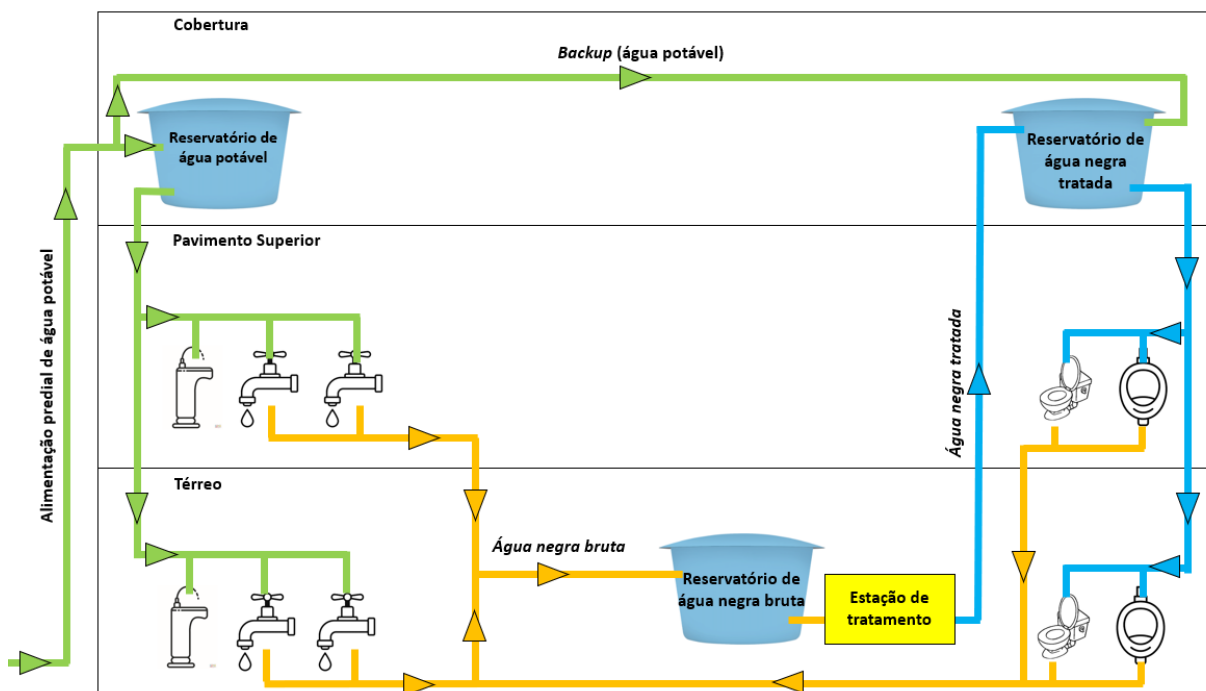 Cobertura
Backup (água potável)
Reservatório de
água potável
Reservatório de
água negra
tratada
Alimentação predial de água potável
Pavimento Superior
Água negra tratada
Térreo
Água negra bruta
Reservatório de
água negra bruta
Estação de
tratamento